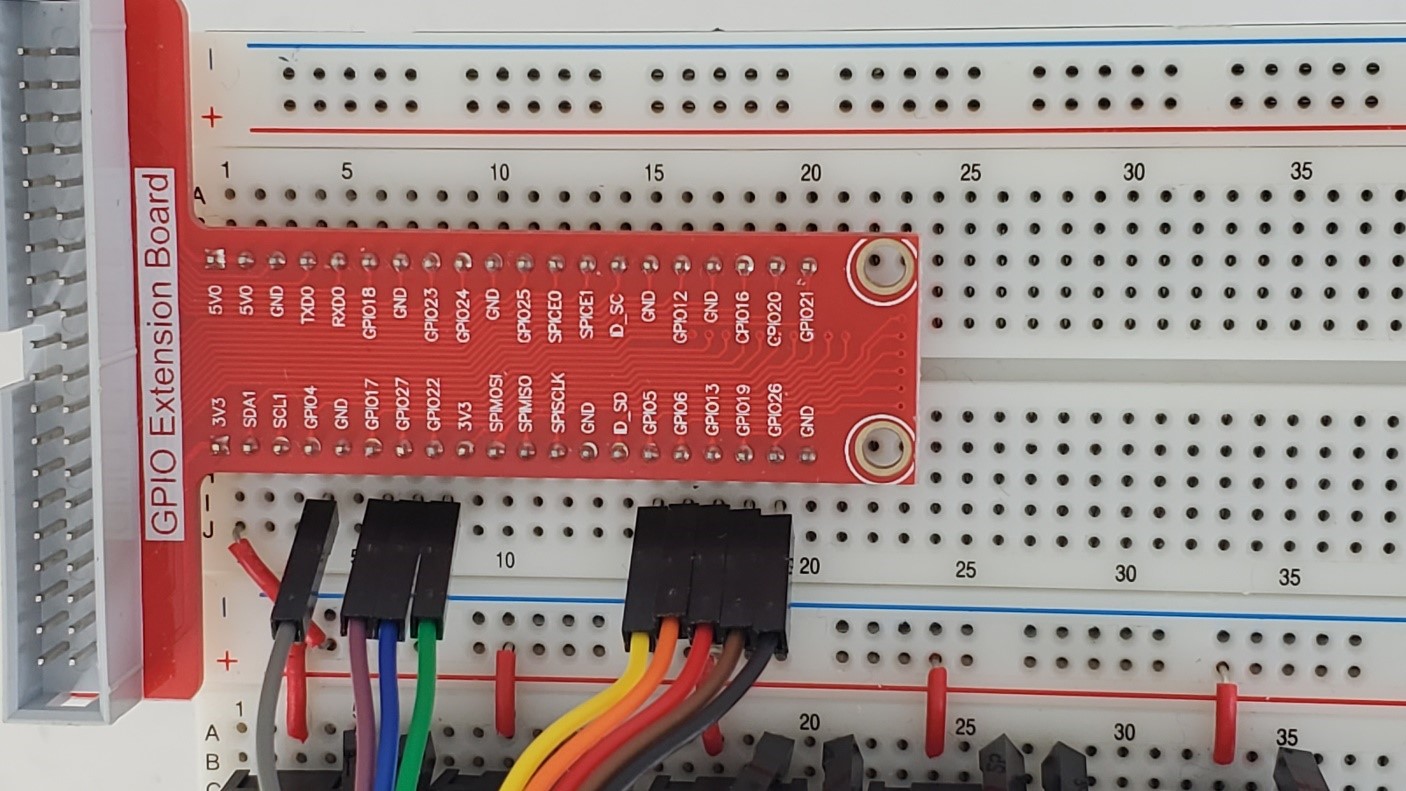 GPIO Extension Board
–
+
1 5 10 15 20 25 30 35
A
5V0 5V0 GND TXD0 RXD0 GPIO18 GND GPIO23 GPIO24 GND GPIO25 SPICE0 SPICE1 ID_SC GND GPIO12 GND GPIO16 GPIO20 GPIO21
3V3 SDA1 SCL1 GPIO4 GND GPIO17 GPIO27 GPIO22 3V3 SPIMOSI SPIMISO SPISCLK GND ID_SD GPIO5 GPIO6 GPIO13 GPIO19 GPIO26 GND
I
J
10 20 25 30 35
–
+
1 20 25 30 35
A
B